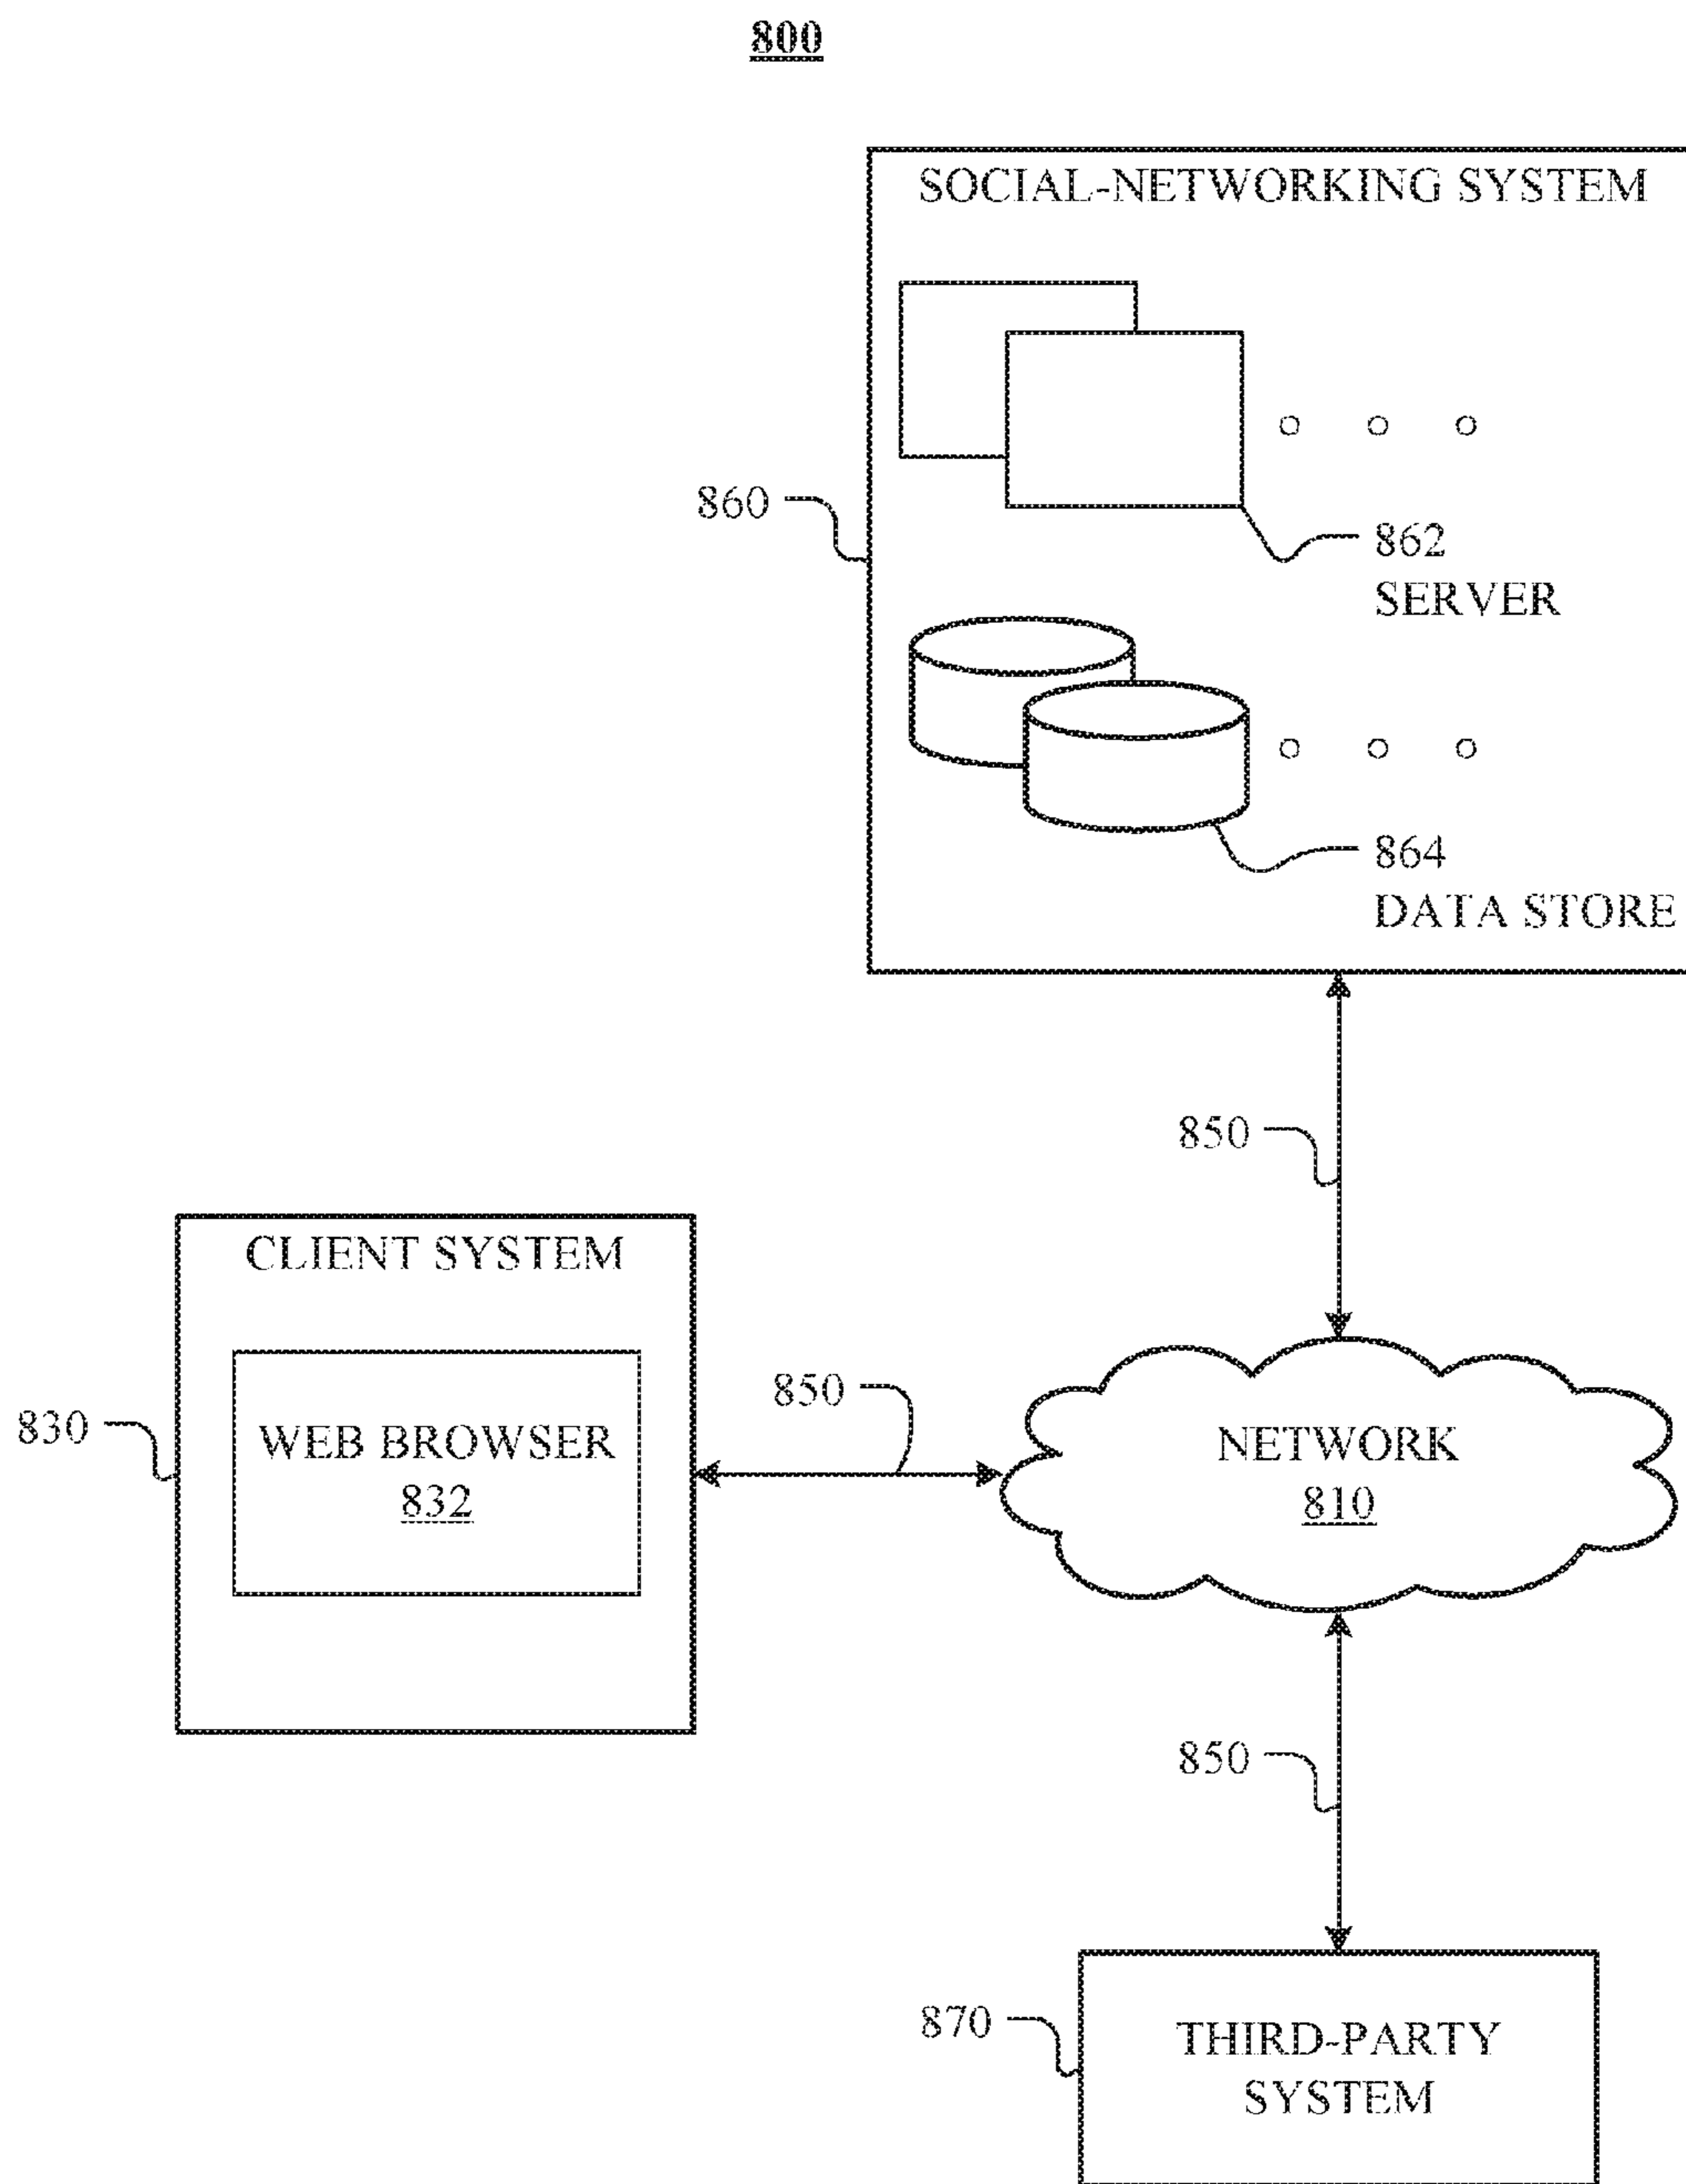 800
SOCIAL-NETWORKING SYSTEM
860
862
SERVER
864
DATA STORE
850
CLIENT SYSTEM
830
WEB BROWSER
832
850
NETWORK
810
850
870
THIRD-PARTY
SYSTEM